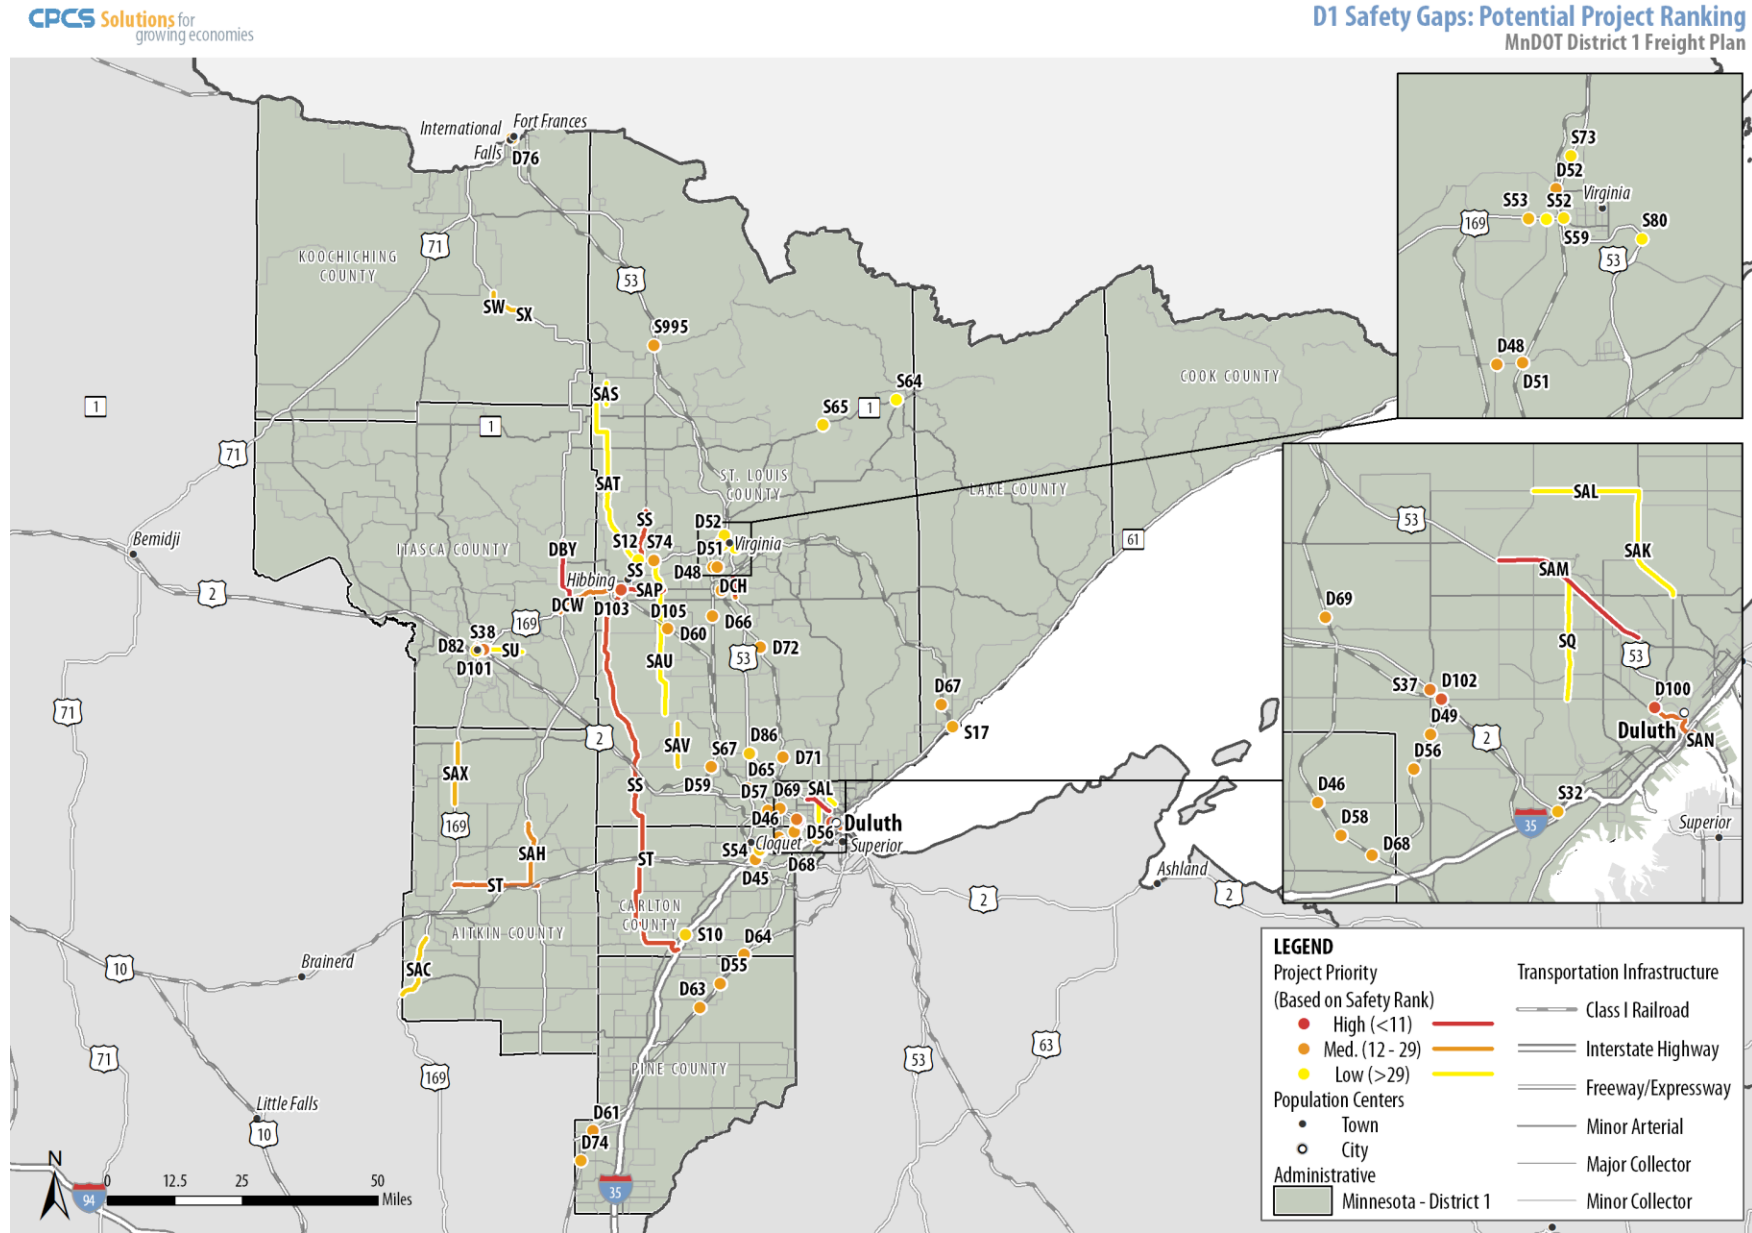 CPCS Solutions for
growing economies
D1 Safety Gaps: Potential Project Ranking
MnDOT District 1 Freight Plan
International
Falls
Fort Frances
D76
KOOCHICHING
COUNTY
71
53
SW
SX
S995
SAS
S64
S65
1
1
1
COOK COUNTY
71
SAT
ST. LOUIS
COUNTY
LAKE COUNTY
61
Bemidji
ITASCA COUNTY
SS
D52
S12
S74
D51
Virginia
DBY
SS
D48
Hibbing
SAP
DCH
2
DCW
D103
D105
169
D60
D66
S38
D82
SU
D101
SAU
53
D72
D67
S17
71
2
SAV
S67
D86
D65
D71
SAX
SS
D59
D57
D69
SAL
D46
D56
Duluth
169
S54
Cloquet
Superior
SAH
ST
D45
D68
Ashland
ST
2
2
CARLTON
COUNTY
AITKIN COUNTY
S10
D64
10
Brainerd
SAC
D55
D63
71
169
53
63
PINE COUNTY
Little Falls
10
D61
D74
N
0
12.5
25
50
Miles
94
35
S73
D52
Virginia
S53
S52
169
S59
S80
53
D48
D51
SAL
53
SAK
SAM
D69
SQ
53
S37
D102
D100
D49
Duluth
SAN
D56
2
D46
S32
D58
35
D68
Superior
LEGEND
Project Priority
(Based on Safety Rank)
High (<11)
Med. (12 - 29)
Low (>29)
Population Centers
Town
City
Administrative
Minnesota - District 1
Transportation Infrastructure
Class I Railroad
Interstate Highway
Freeway/Expressway
Minor Arterial
Major Collector
Minor Collector